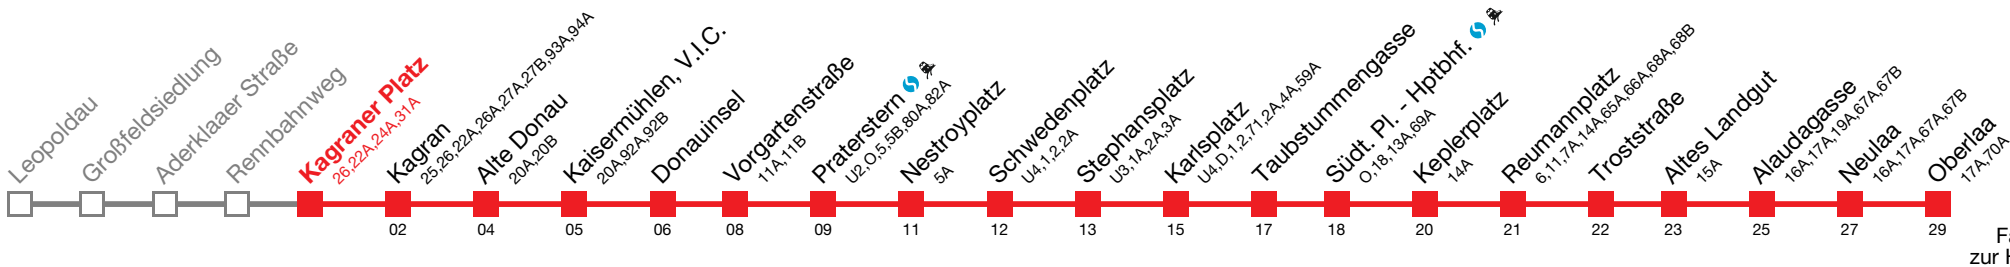 Leopoldau
Großfeldsiedlung
Aderklaaer Straße
Rennbahnweg
Kagraner Platz
26,22A,24A,31A
Kagran
25,26,22A,26A,27A,27B,93A,94A
02
Alte Donau
20A,20B
04
Kaisermühlen, V.I.C.
20A,92A,92B
05
Donauinsel
06
Vorgartenstraße
11A,11B
08
Praterstern
U2,O,5,5B,80A,82A
09
Nestroyplatz
5A
11
Schwedenplatz
U4,1,2,2A
12
Stephansplatz
U3,1A,2A,3A
13
Karlsplatz
U4,D,1,2,71,2A,4A,59A
15
Taubstummengasse
17
Südt. Pl. - Hptbhf.
O,18,13A,69A
18
Keplerplatz
14A
20
Reumannplatz
6,11,7A,14A,65A,66A,68A,68B
21
Troststraße
22
Altes Landgut
15A
23
Alaudagasse
16A,17A,19A,67A,67B
25
Neulaa
16A,17A,67A,67B
27
Oberlaa
17A,70A
29
zur